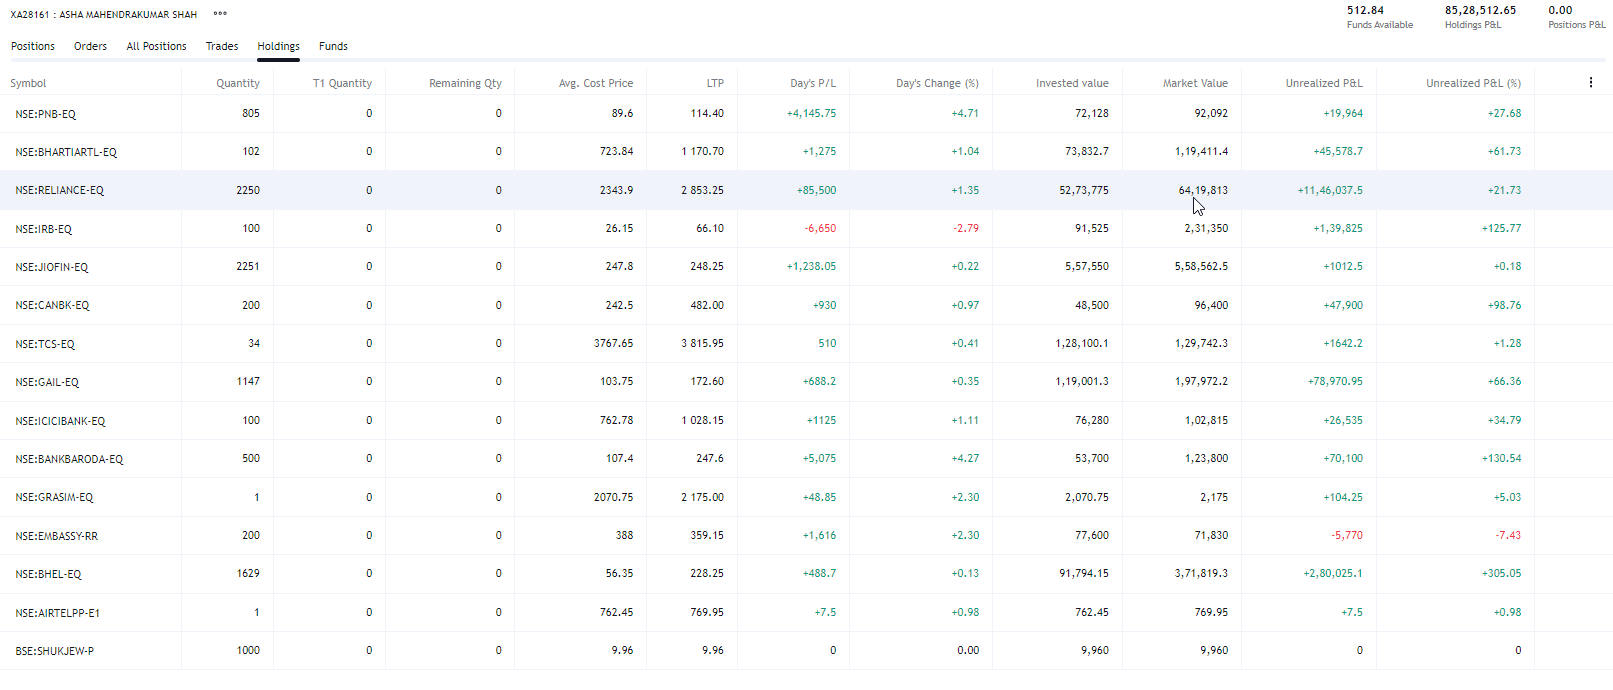 XA28161 : ASHA MAHENDRAKUMAR SHAH °°° 512.84 85,28,512.65 0.00
Funds Available Holdings P&L Positions P&L
Positions Orders All Positions Trades Holdings Funds
Symbol Quantity T1 Quantity Remaining Qty Avg. Cost Price LTP Day's P/L Day's Change (%) Invested value Market Value Unrealized P&L Unrealized P&L (%)
NSE:PNB-EQ 805 0 0 89.6 114.40 +4,145.75 +4.71 72,128 92,092 +19,964 +27.68
NSE:BHARTIARTL-EQ 102 0 0 723.84 1 170.70 +1,275 +1.04 73,832.7 1,19,411.4 +45,578.7 +61.73
NSE:RELIANCE-EQ 2250 0 0 2343.9 2 853.25 +85,500 +1.35 52,73,775 64,19,813 +11,46,037.5 +21.73
NSE:IRB-EQ 100 0 0 26.15 66.10 -6,650 -2.79 91,525 2,31,350 +1,39,825 +125.77
NSE:JIOFIN-EQ 2251 0 0 247.8 248.25 +1,238.05 +0.22 5,57,550 5,58,562.5 +1012.5 +0.18
NSE:CANBK-EQ 200 0 0 242.5 482.00 +930 +0.97 48,500 96,400 +47,900 +98.76
NSE:TCS-EQ 34 0 0 3767.65 3 815.95 510 +0.41 1,28,100.1 1,29,742.3 +1642.2 +1.28
NSE:GAIL-EQ 1147 0 0 103.75 172.60 +688.2 +0.35 1,19,001.3 1,97,972.2 +78,970.95 +66.36
NSE:ICICIBANK-EQ 100 0 0 762.78 1 028.15 +1125 +1.11 76,280 1,02,815 +26,535 +34.79
NSE:BANKBARODA-EQ 500 0 0 107.4 247.6 +5,075 +4.27 53,700 1,23,800 +70,100 +130.54
NSE:GRASIM-EQ 1 0 0 2070.75 2 175.00 +48.85 +2.30 2,070.75 2,175 +104.25 +5.03
NSE:EMBASSY-RR 200 0 0 388 359.15 +1,616 +2.30 77,600 71,830 -5,770 -7.43
NSE:BHEL-EQ 1629 0 0 56.35 228.25 +488.7 +0.13 91,794.15 3,71,819.3 +2,80,025.1 +305.05
NSE:AIRTELPP-E1 1 0 0 762.45 769.95 +7.5 +0.98 762.45 769.95 +7.5 +0.98
BSE:SHUKJEW-P 1000 0 0 9.96 9.96 0 0.00 9,960 9,960 0 0